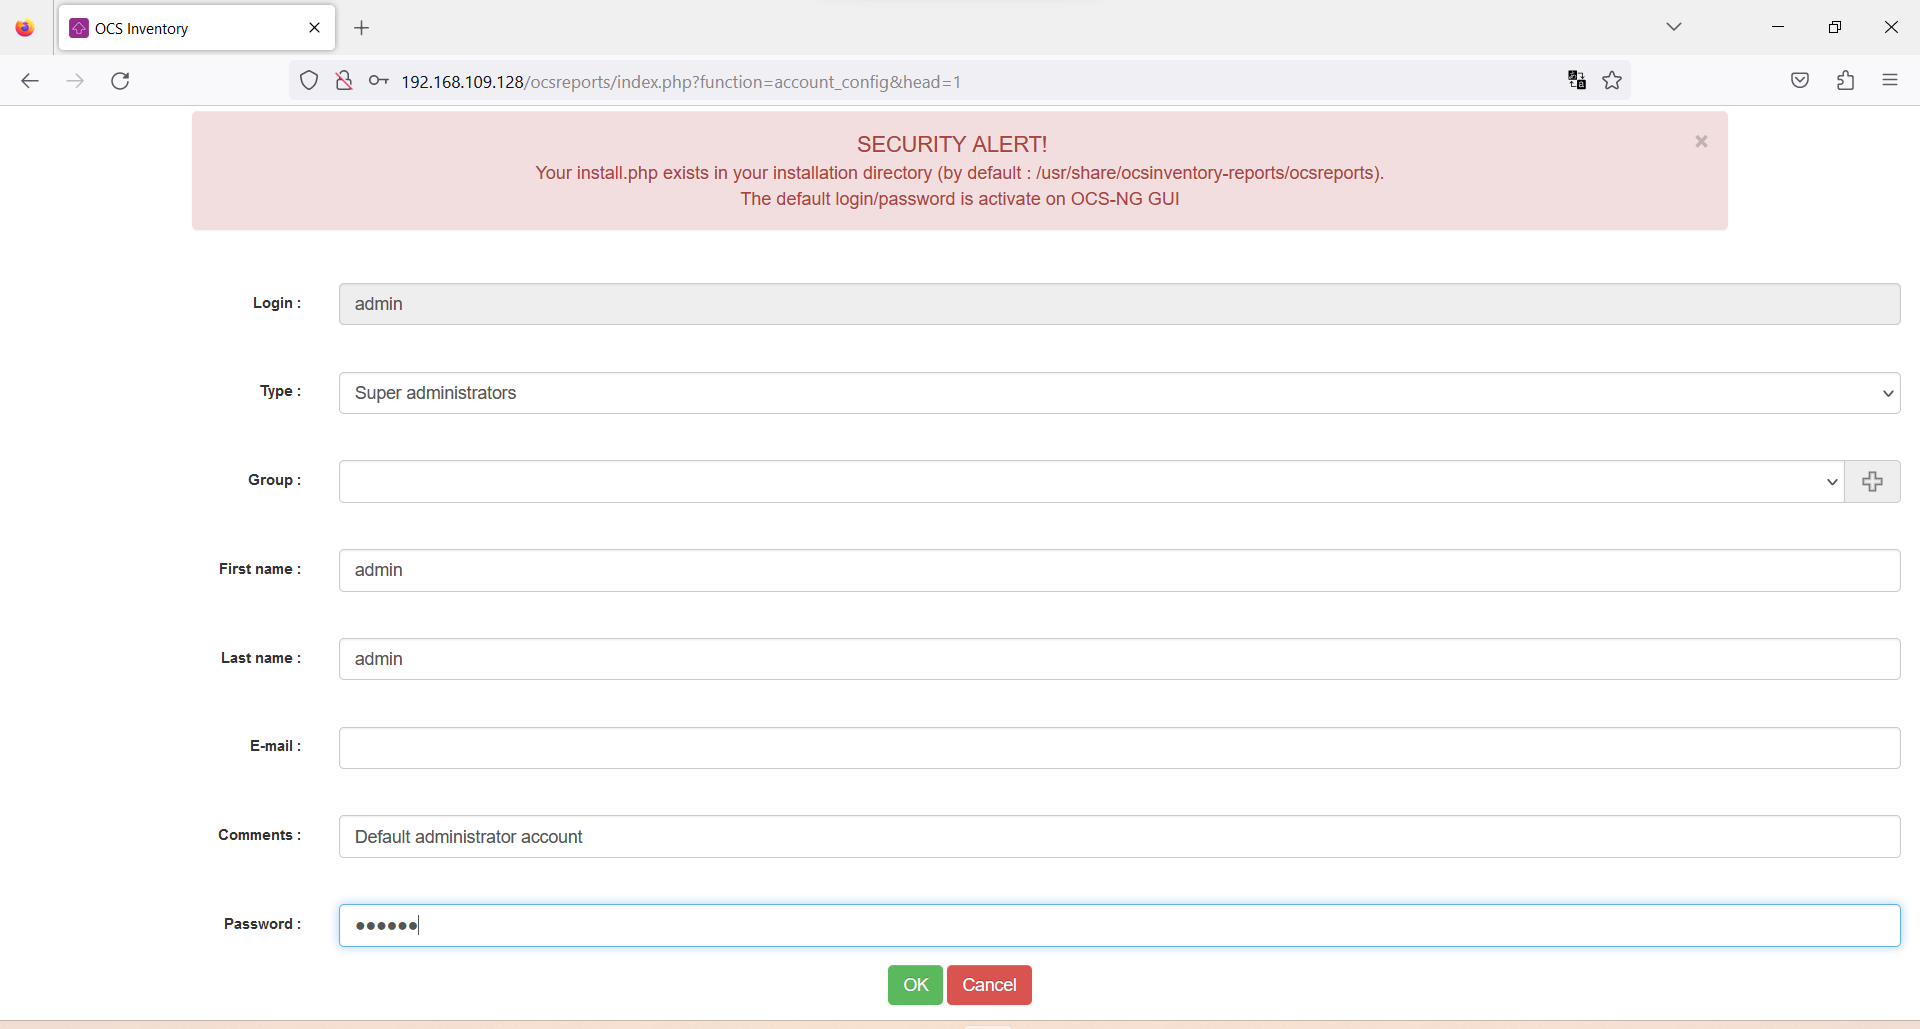 OCS Inventory
192.168.109.128/ocsreports/index.php?function=account_config&head=1
SECURITY ALERT!
×
Your install.php exists in your installation directory (by default : /usr/share/ocsinventory-reports/ocsreports).
The default login/password is activate on OCS-NG GUI
Login : admin
Type : Super administrators
Group :
First name : admin
Last name : admin
E-mail :
Comments : Default administrator account
Password : ●●●●●●
OK Cancel